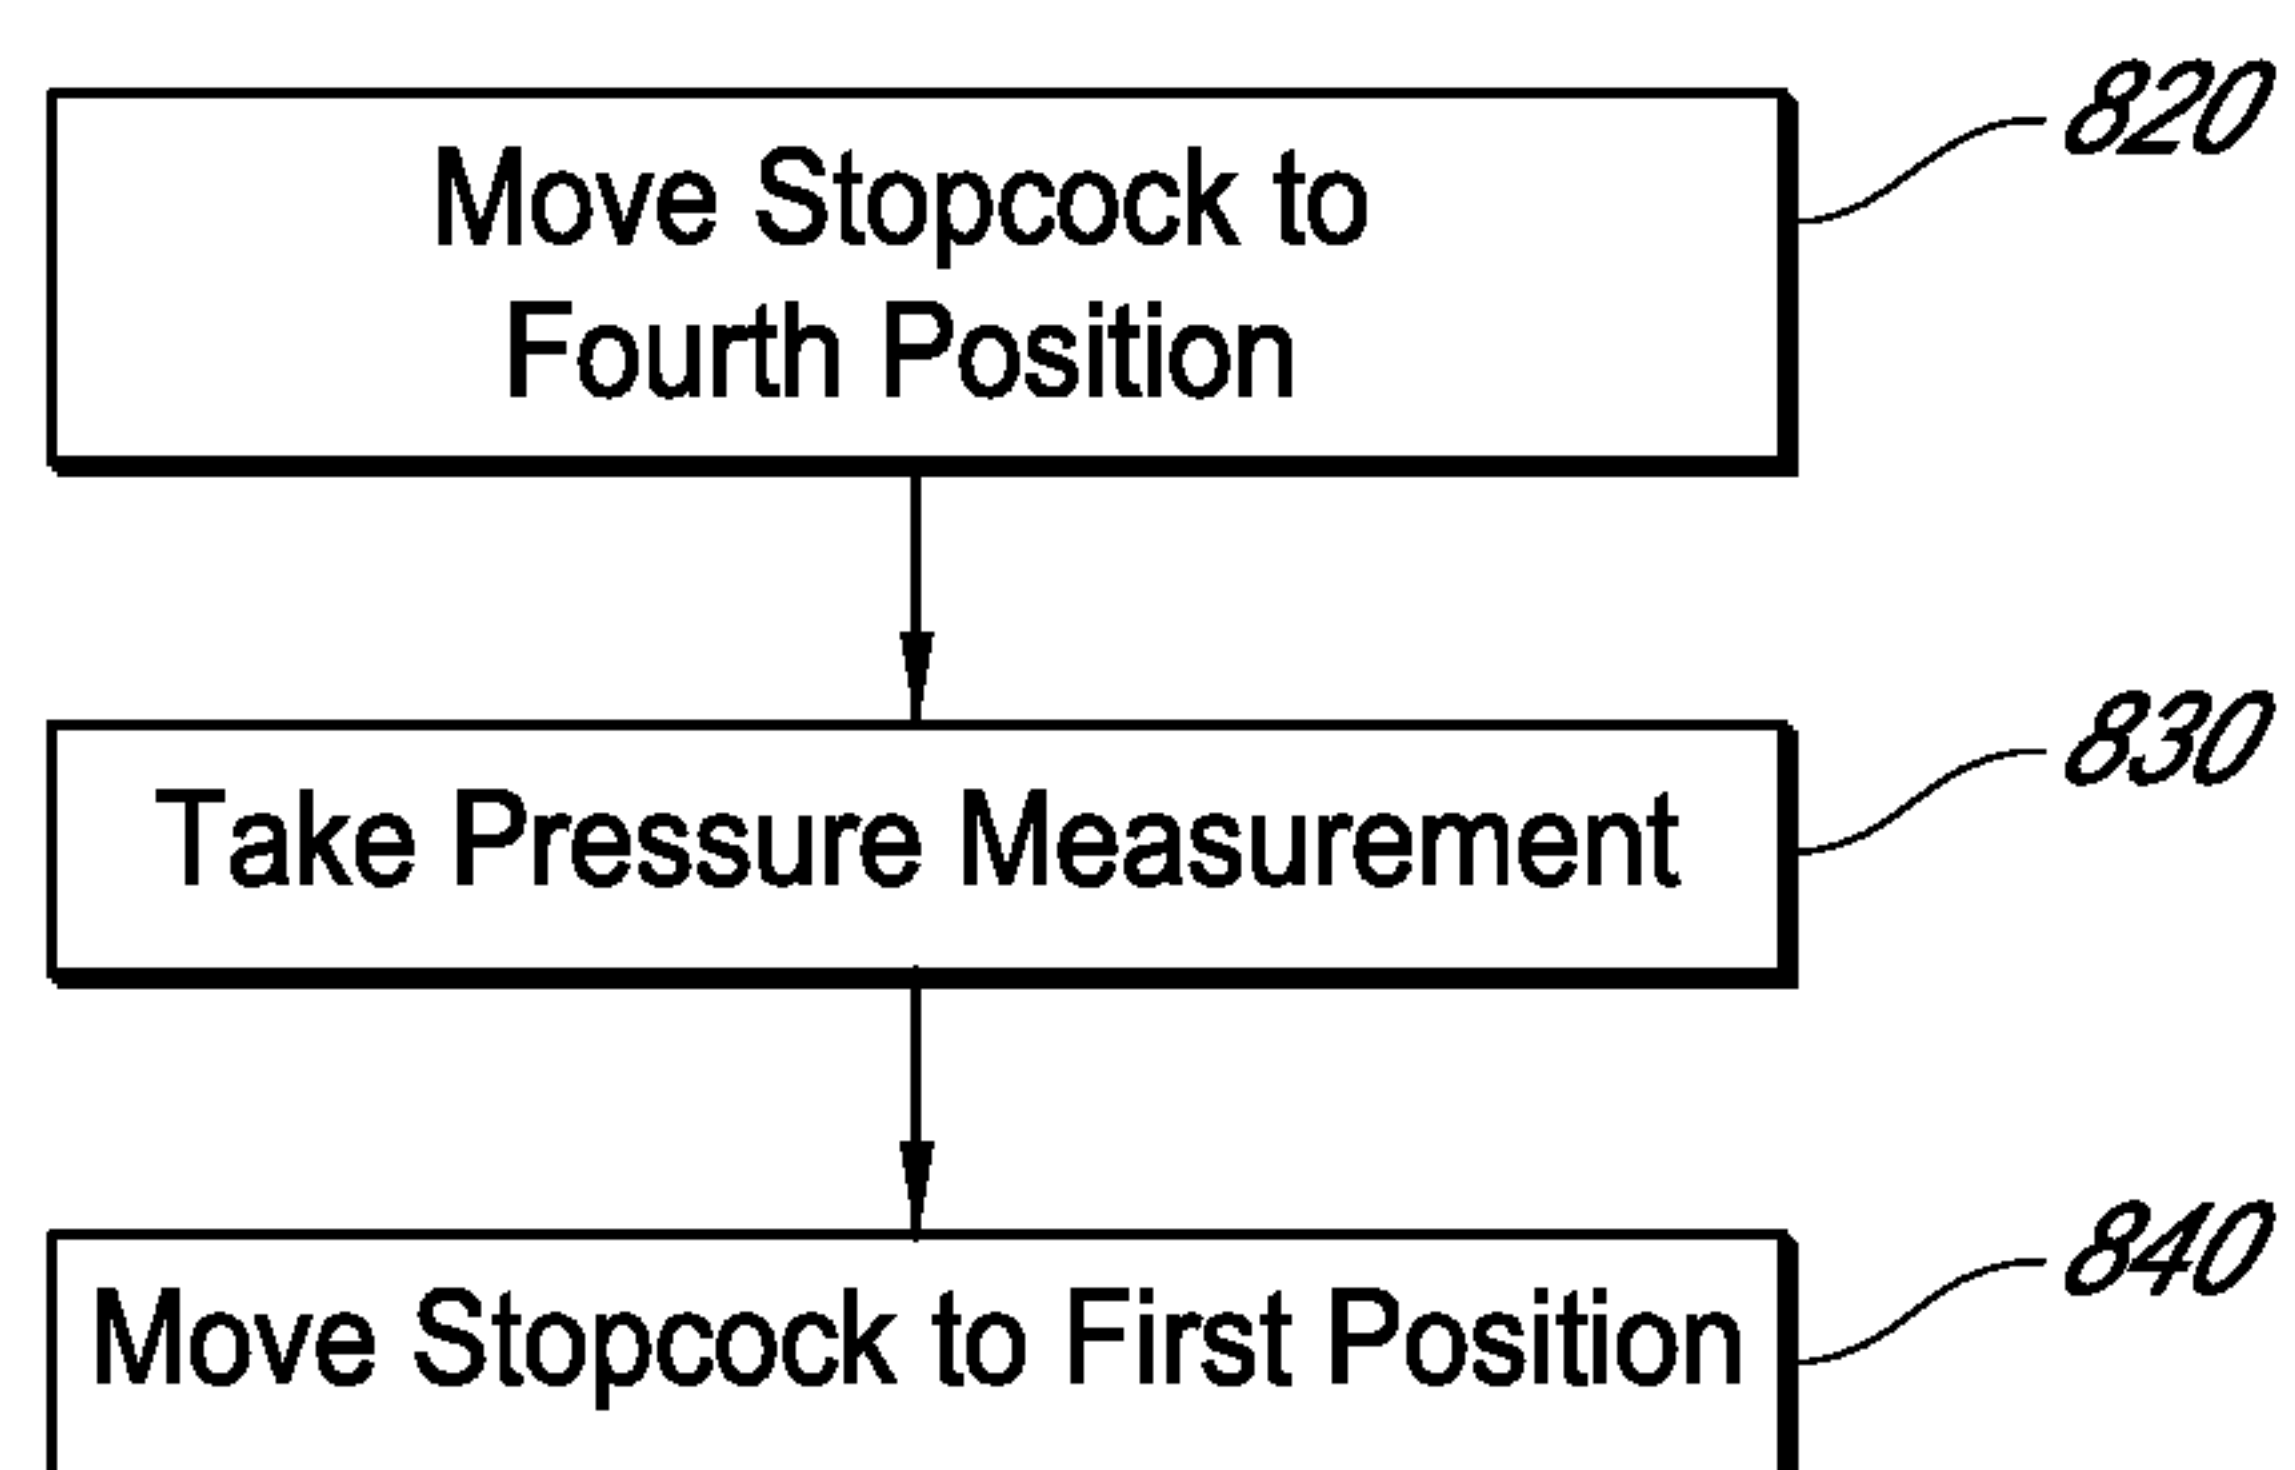 820
Move Stopcock to
Fourth Position
830
Take Pressure Measurement
840
Move Stopcock to First Position